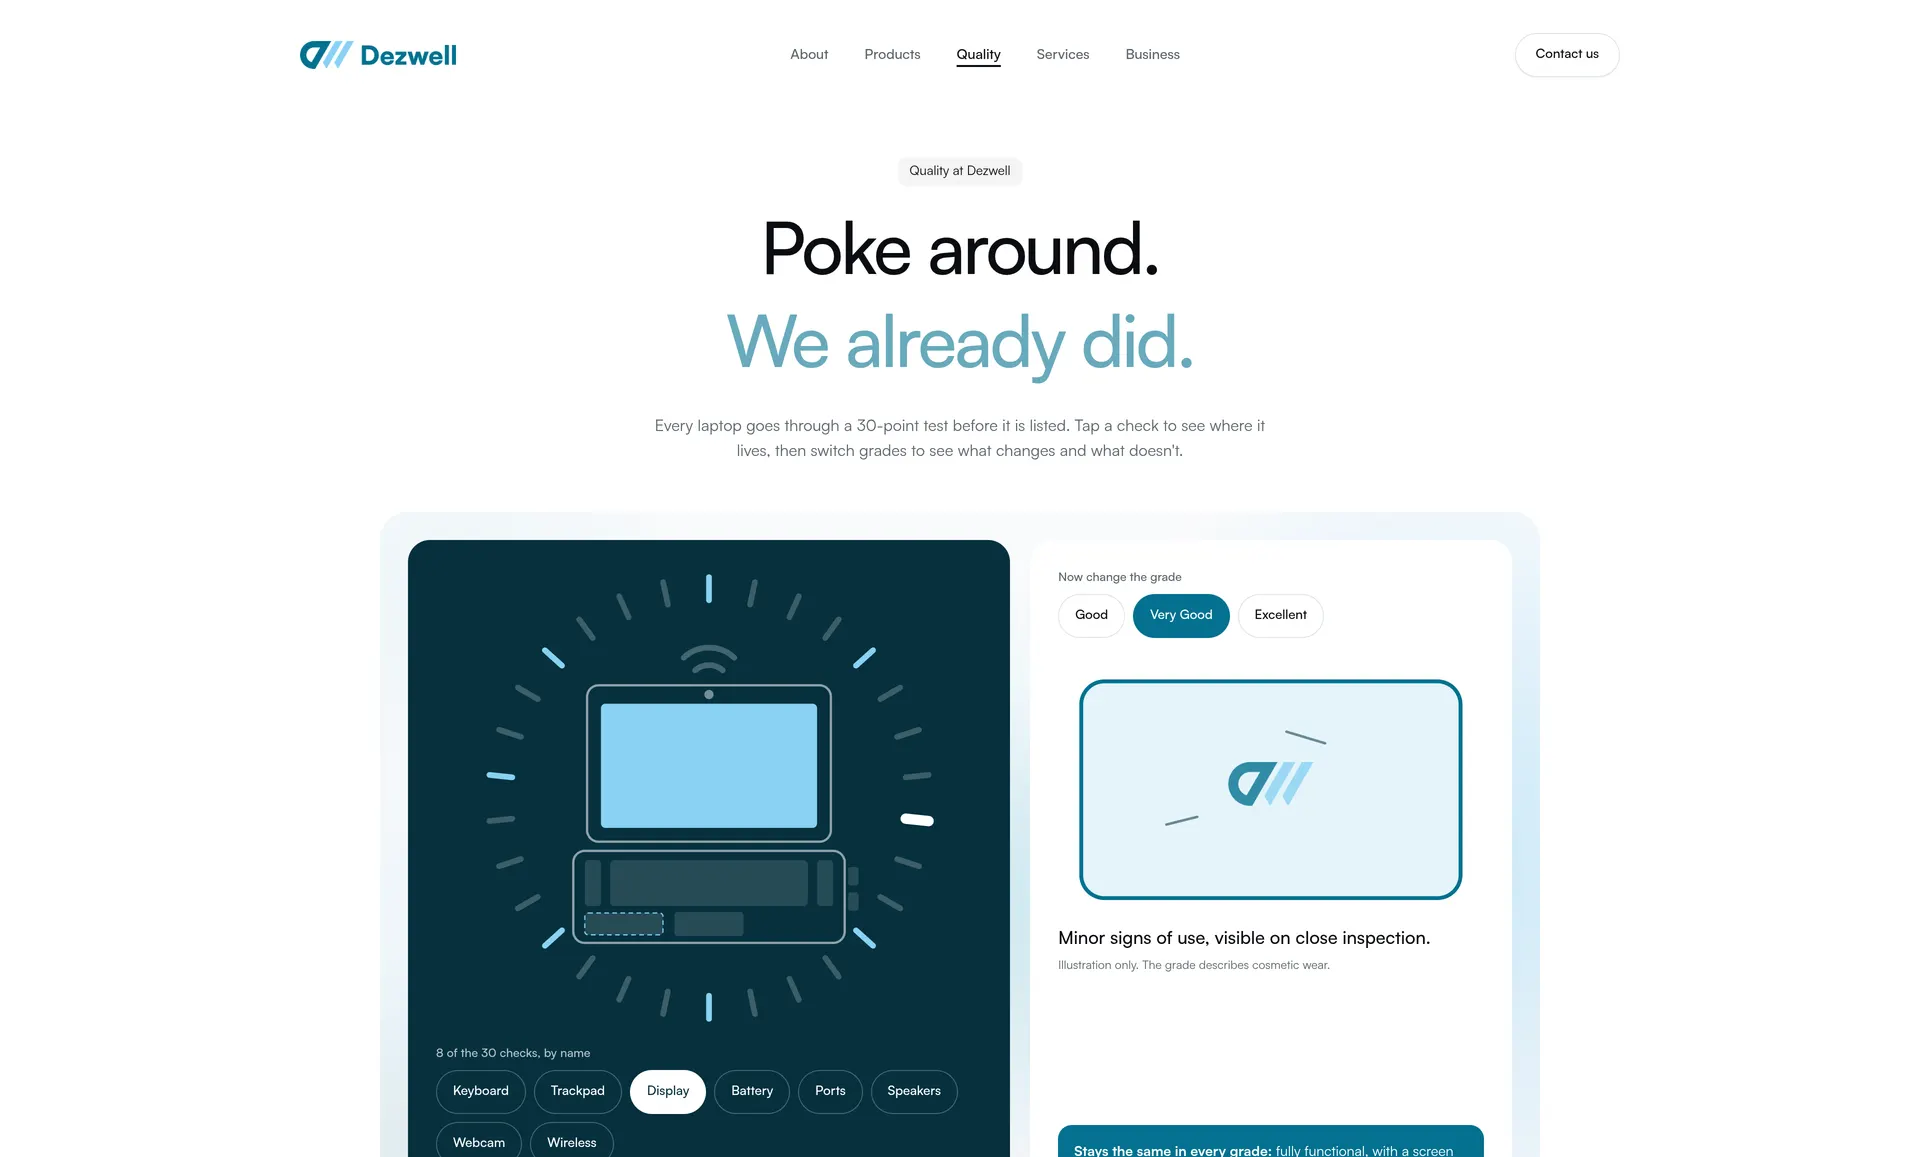 Dezwell
About
Products
Quality
Services
Business
Contact us
Quality at Dezwell
Poke around.
We already did.
Every laptop goes through a 30-point test before it is listed. Tap a check to see where it
lives, then switch grades to see what changes and what doesn't.
8 of the 30 checks, by name
Keyboard
Trackpad
Display
Battery
Ports
Speakers
Webcam
Wireless
Now change the grade
Good
Very Good
Excellent
Minor signs of use, visible on close inspection.
Illustration only. The grade describes cosmetic wear.
Stays the same in every grade: fully functional, with a screen